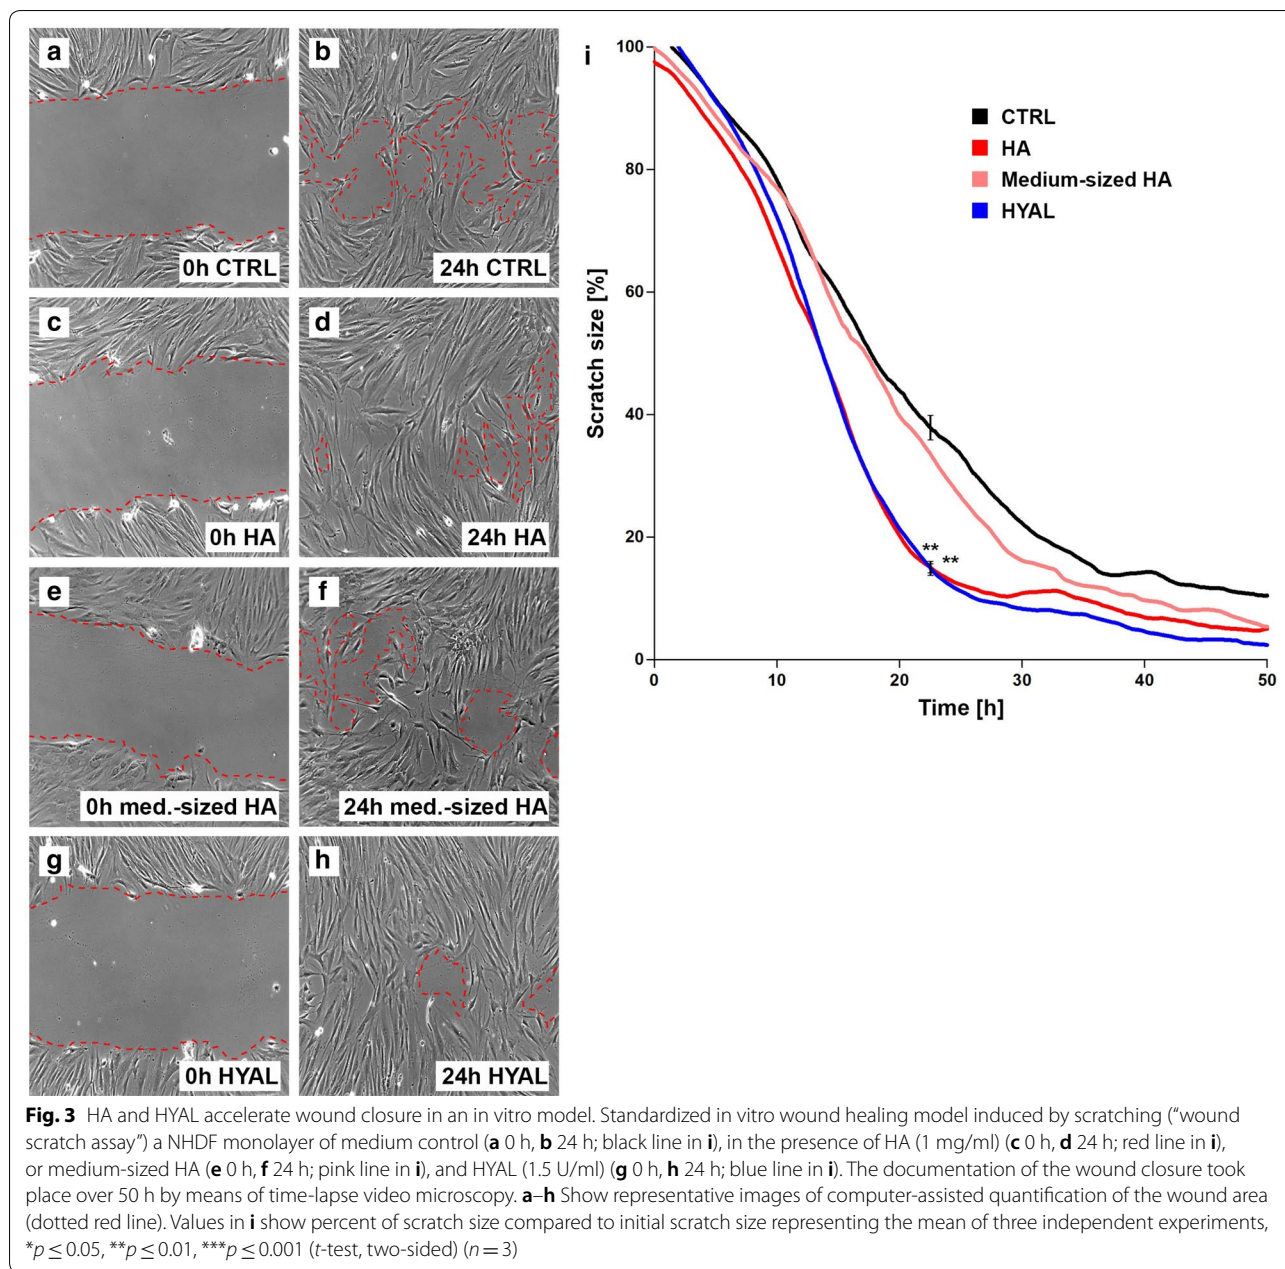 a
b
0h CTRL
24h CTRL
c
d
0h HA
24h HA
e
f
0h med.-sized HA
24h med.-sized HA
g
h
0h HYAL
24h HYAL
i
100
80
60
40
20
0
Scratch size [%]
CTRL
HA
Medium-sized HA
HYAL
**
**
0 10 20 30 40 50
Time [h]
Fig. 3 HA and HYAL accelerate wound closure in an in vitro model. Standardized in vitro wound healing model induced by scratching (“wound
scratch assay”) a NHDF monolayer of medium control (a 0 h, b 24 h; black line in i), in the presence of HA (1 mg/ml) (c 0 h, d 24 h; red line in i),
or medium-sized HA (e 0 h, f 24 h; pink line in i), and HYAL (1.5 U/ml) (g 0 h, h 24 h; blue line in i). The documentation of the wound closure took
place over 50 h by means of time-lapse video microscopy. a–h Show representative images of computer-assisted quantification of the wound area
(dotted red line). Values in i show percent of scratch size compared to initial scratch size representing the mean of three independent experiments,
*p ≤ 0.05, **p ≤ 0.01, ***p ≤ 0.001 (t-test, two-sided) (n = 3)